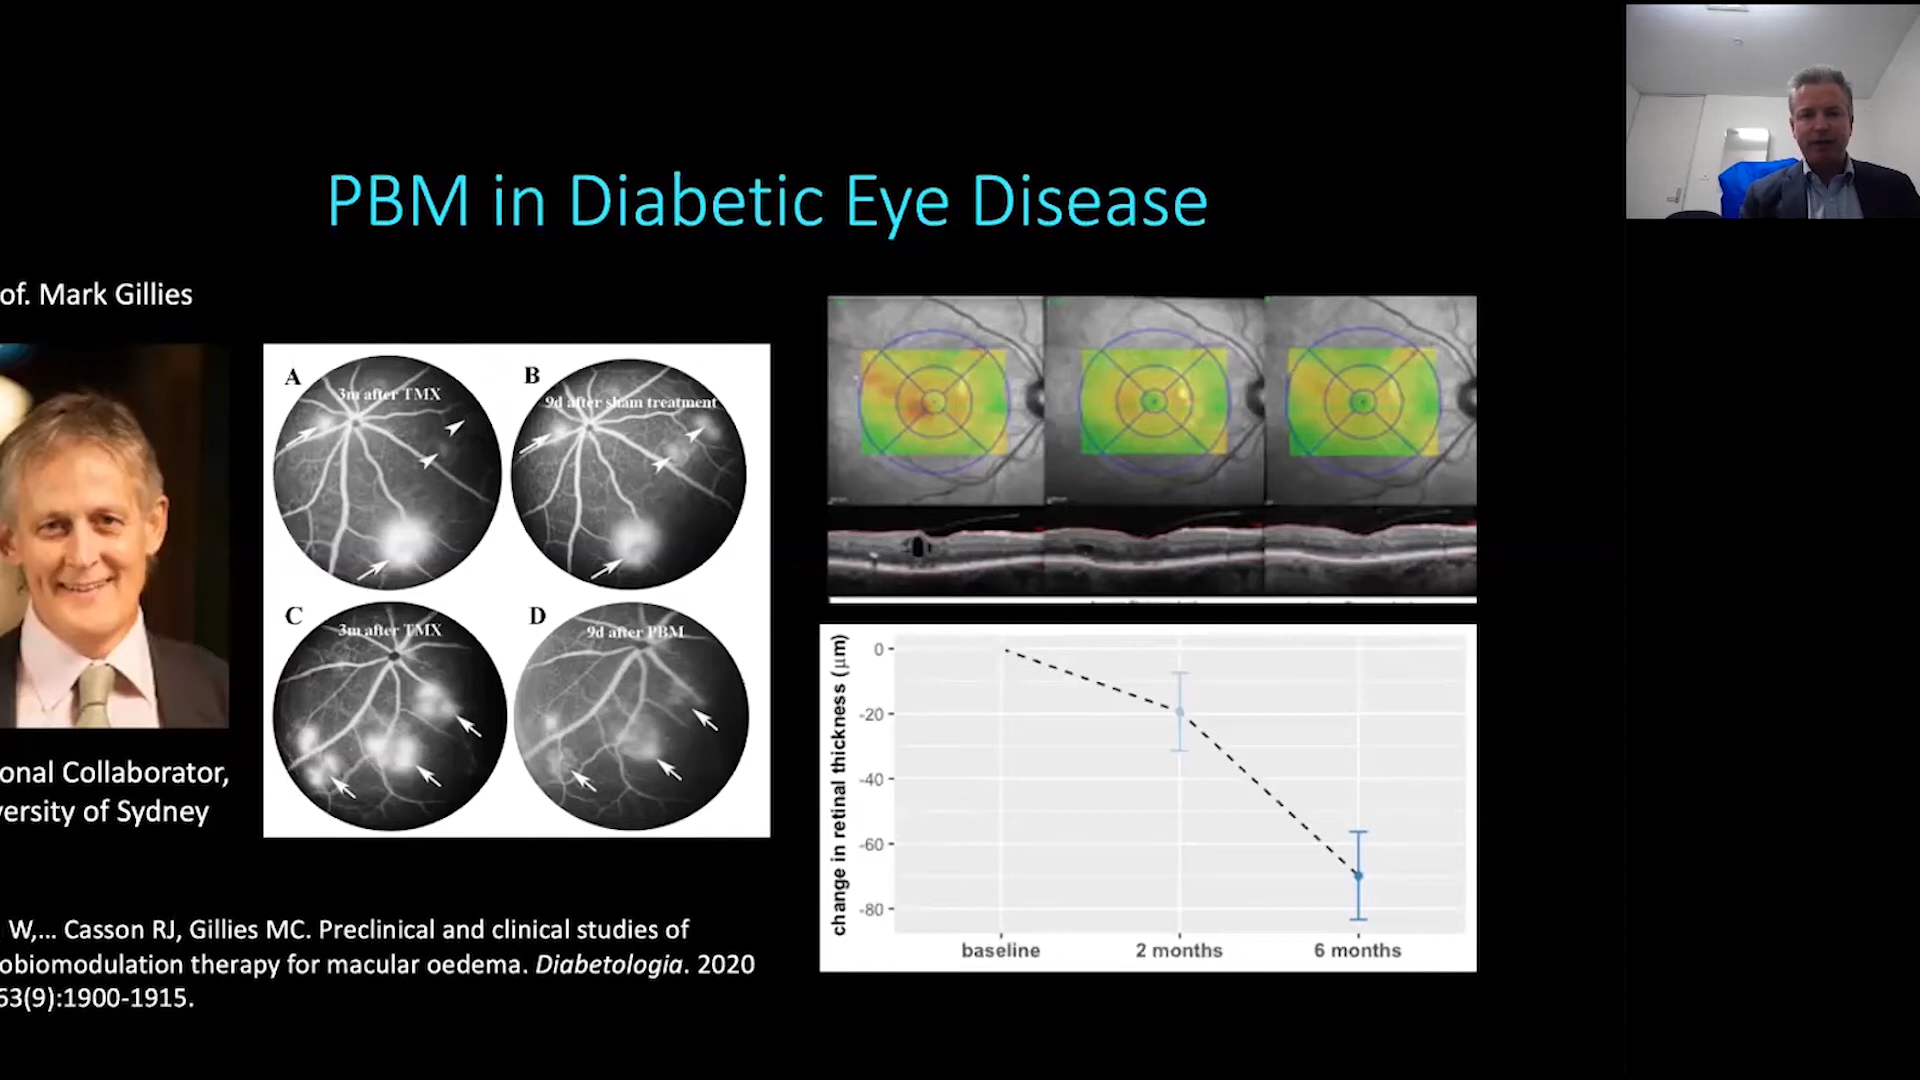 PBM in Diabetic Eye Disease
of. Mark Gillies
A
3m after TMX
B
9d after sham treatment
C
3m after TMX
D
9d after PBM
onal Collaborator,
versity of Sydney
change in retinal thickness (μm)
0
-20
-40
-60
-80
baseline
2 months
6 months
W,... Casson RJ, Gillies MC. Preclinical and clinical studies of
obiomodulation therapy for macular oedema. Diabetologia. 2020
63(9):1900-1915.